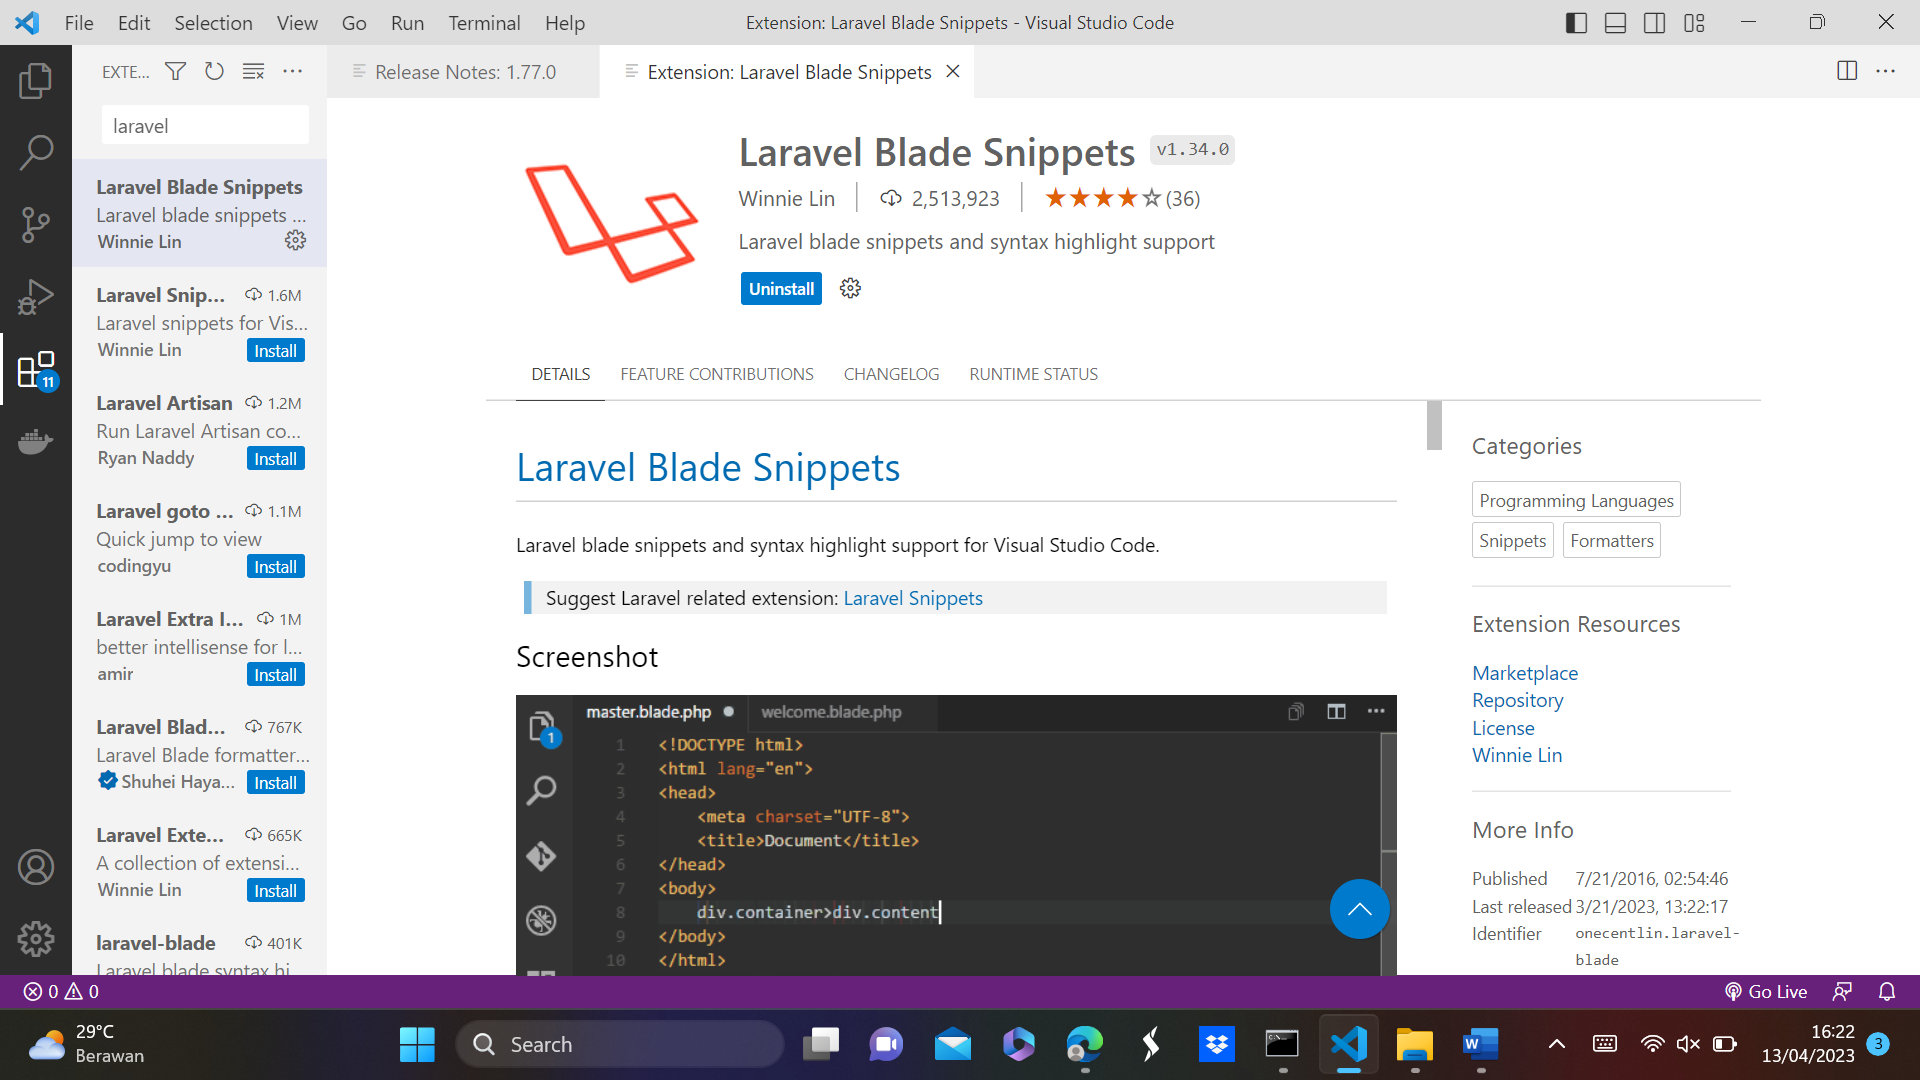 File Edit Selection View Go Run Terminal Help
Extension: Laravel Blade Snippets - Visual Studio Code
EXTE...
Release Notes: 1.77.0
Extension: Laravel Blade Snippets
laravel
Laravel Blade Snippets
Laravel blade snippets ...
Winnie Lin
Laravel Snip... 1.6M
Laravel snippets for Vis...
Winnie Lin Install
Laravel Artisan 1.2M
Run Laravel Artisan co...
Ryan Naddy Install
Laravel goto ... 1.1M
Quick jump to view
codingyu Install
Laravel Extra I... 1M
better intellisense for l...
amir Install
Laravel Blad... 767K
Laravel Blade formatter...
Shuhei Haya... Install
Laravel Exte... 665K
A collection of extensi...
Winnie Lin Install
laravel-blade 401K
Laravel blade syntax hi
11
Laravel Blade Snippets v1.34.0
Winnie Lin 2,513,923 (36)
Laravel blade snippets and syntax highlight support
Uninstall
DETAILS FEATURE CONTRIBUTIONS CHANGELOG RUNTIME STATUS
Laravel Blade Snippets
Laravel blade snippets and syntax highlight support for Visual Studio Code.
Suggest Laravel related extension: Laravel Snippets
Screenshot
master.blade.php welcome.blade.php
1
1 <!DOCTYPE html>
2 <html lang="en">
3 <head>
4 <meta charset="UTF-8">
5 <title>Document</title>
6 </head>
7 <body>
8 div.container>div.content
9 </body>
10 </html>
Categories
Programming Languages
Snippets Formatters
Extension Resources
Marketplace
Repository
License
Winnie Lin
More Info
Published 7/21/2016, 02:54:46
Last released 3/21/2023, 13:22:17
Identifier onecentlin.laravel-
blade
0 0
Go Live
29°C
Berawan
Search
16:22
13/04/2023
3